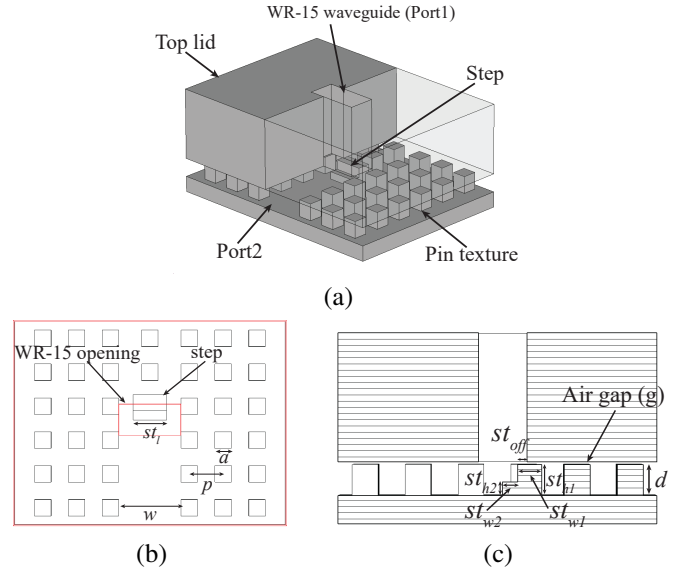 WR-15 waveguide (Port1)
Top lid
Step
Port2
Pin texture
(a)
WR-15 opening
step
st_l
a
p
w
(b)
Air gap (g)
st_off
st_h2
st_h1
d
st_w2
st_w1
(c)